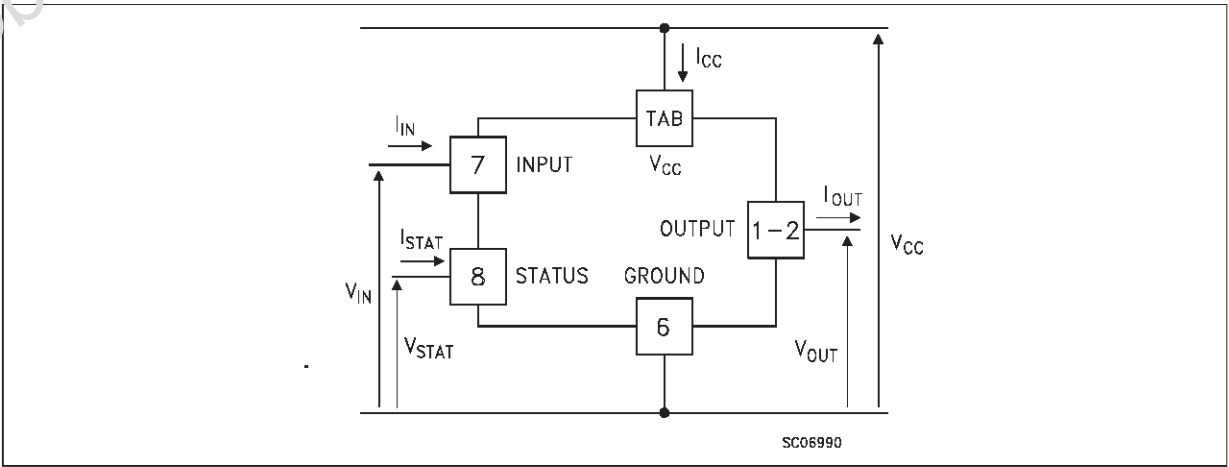 I_CC
TAB
V_CC
I_IN
7 INPUT
I_OUT
OUTPUT 1-2
V_CC
I_STAT
8 STATUS
GROUND
6
V_IN
V_STAT
V_OUT
SC06990